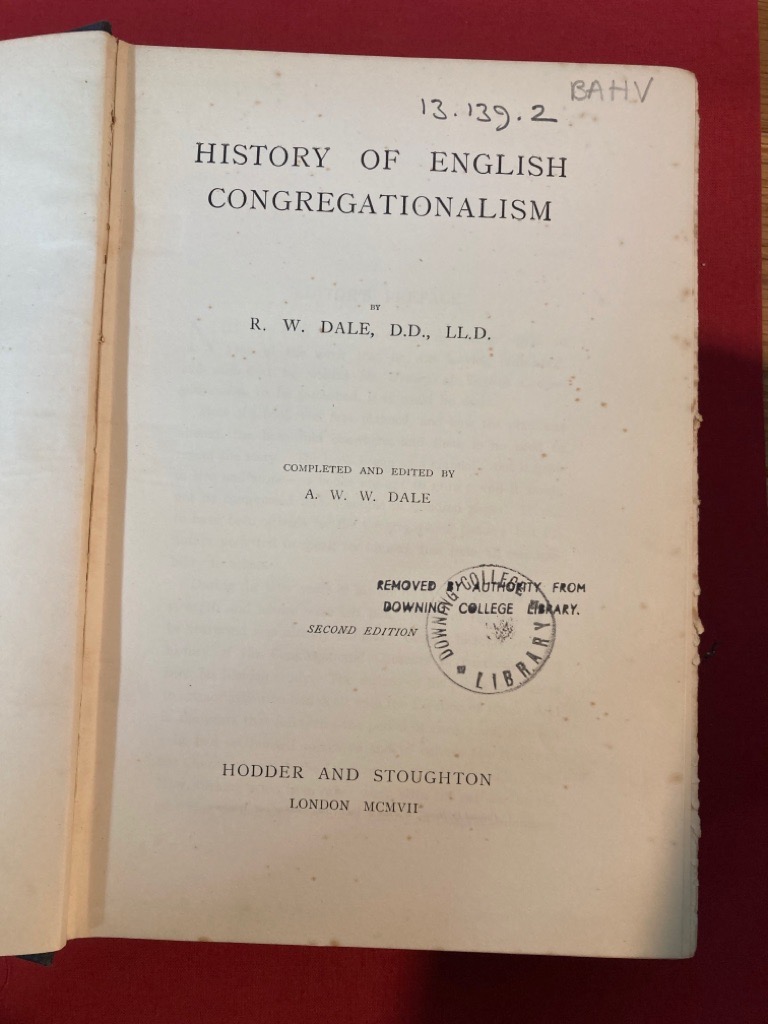 BAHV
13.139.2
HISTORY OF ENGLISH
CONGREGATIONALISM
BY
R. W. DALE, D.D., LL.D.
COMPLETED AND EDITED BY
A. W. W. DALE
REMOVED BY AUTHORITY FROM
DOWNING COLLEGE LIBRARY.
DOWNING COLLEGE
LIBRARY
SECOND EDITION
HODDER AND STOUGHTON
LONDON MCMVII